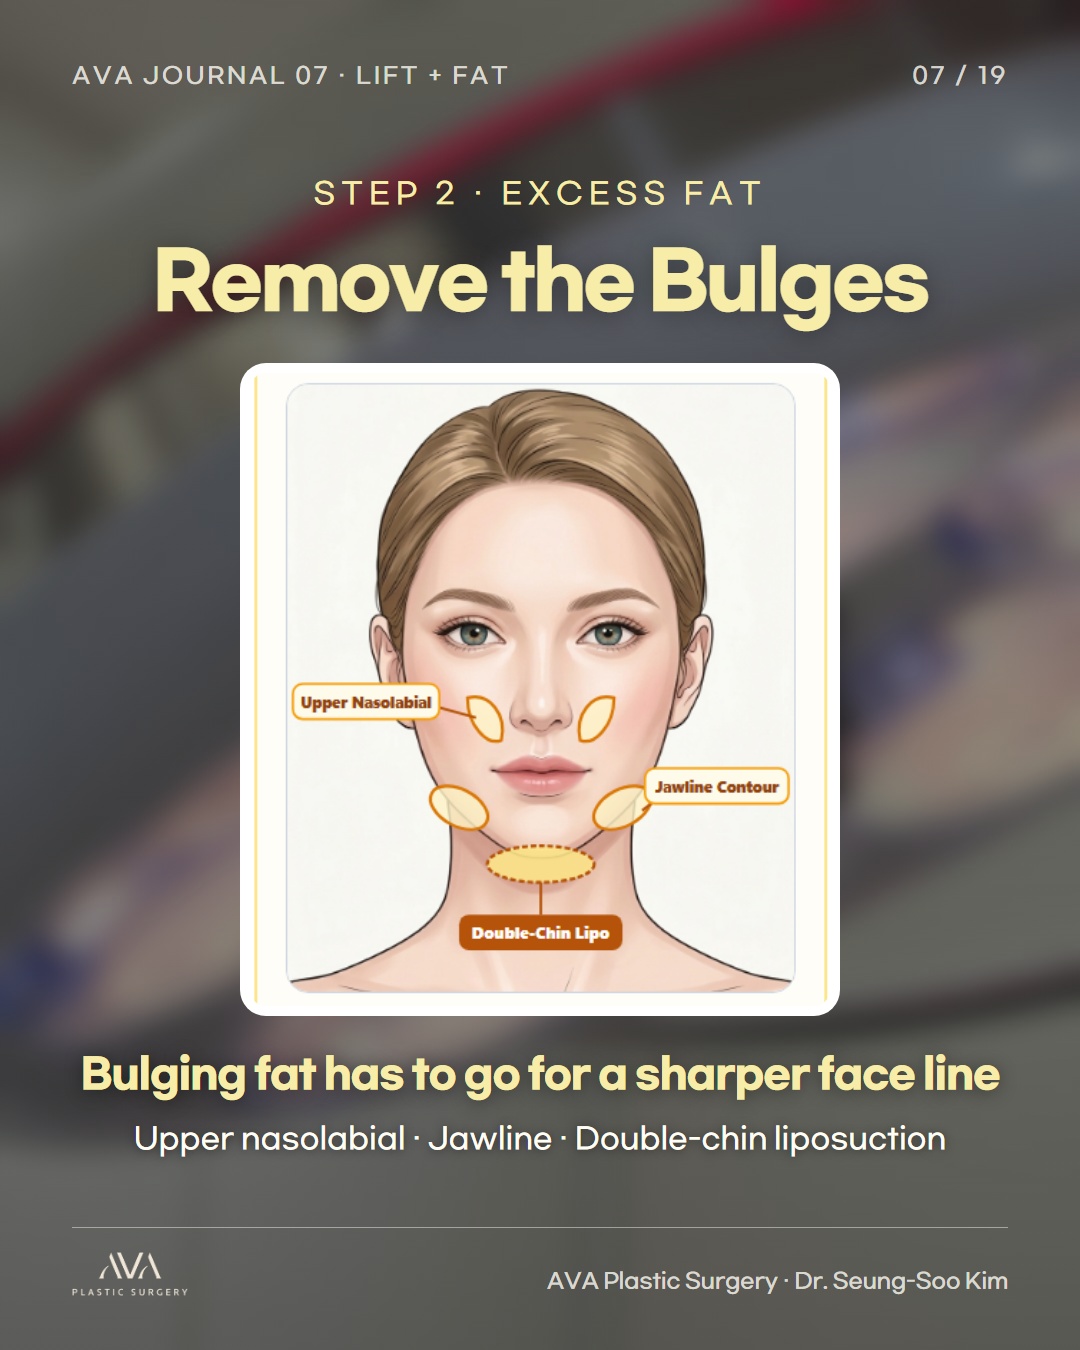 AVA JOURNAL 07 · LIFT + FAT
07 / 19
STEP 2 · EXCESS FAT
Remove the Bulges
Upper Nasolabial
Jawline Contour
Double-Chin Lipo
Bulging fat has to go for a sharper face line
Upper nasolabial · Jawline · Double-chin liposuction
AVA
PLASTIC SURGERY
AVA Plastic Surgery · Dr. Seung-Soo Kim